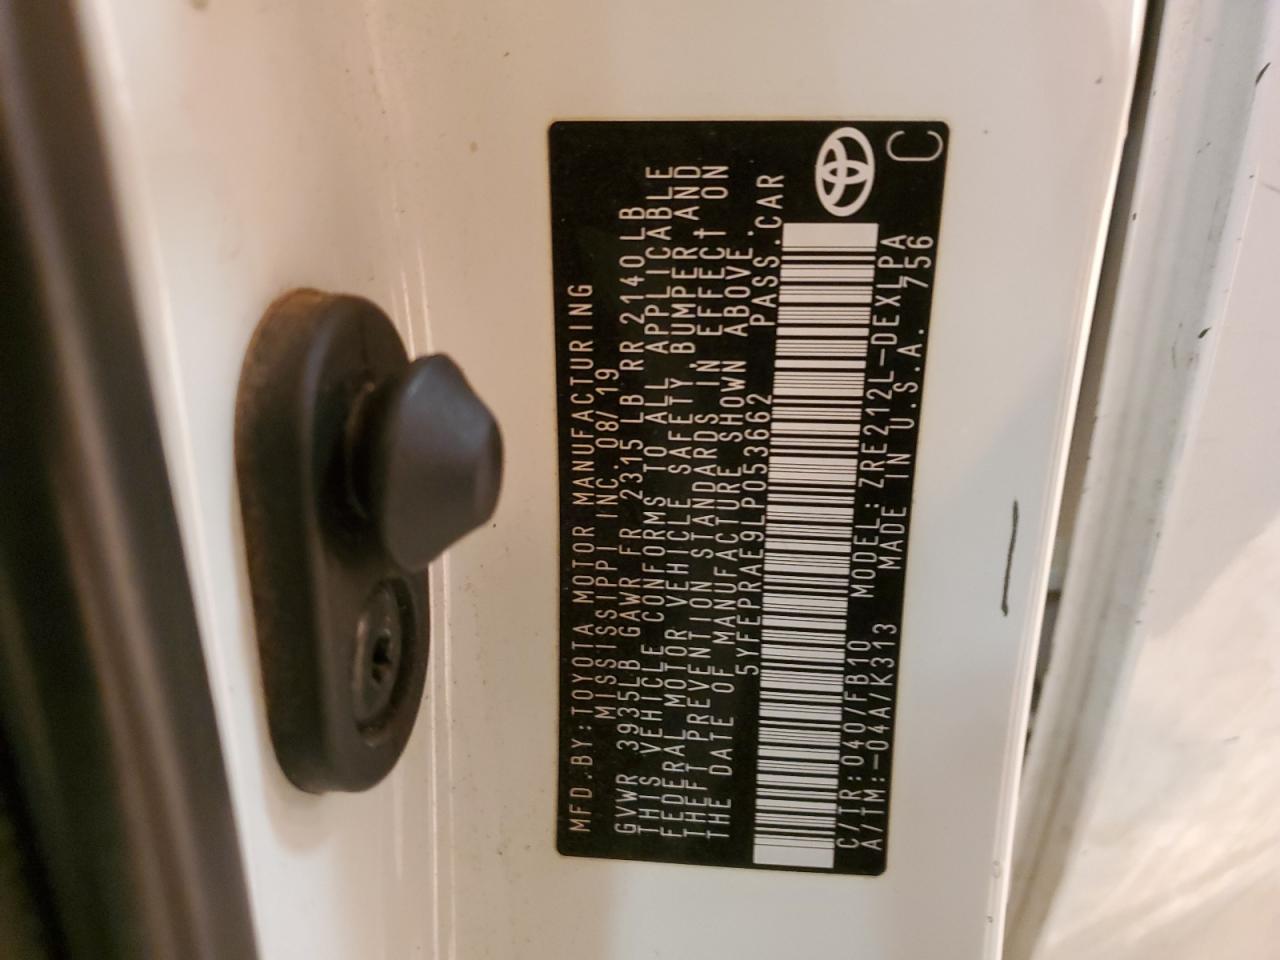 MFD.BY:TOYOTA MOTOR MANUFACTURING
MISSISSIPPI INC. 08/19
GVWR 3935LB GAWR FR 2315LB RR 2140LB
THIS VEHICLE CONFORMS TO ALL APPLICABLE
FEDERAL MOTOR VEHICLE SAFETY, BUMPER AND
THEFT PREVENTION STANDARDS IN EFFECT ON
THE DATE OF MANUFACTURE SHOWN ABOVE.
5YFEPRAE9LP053662 PASS.CAR
C/TR:040/FB10 MODEL:ZRE212L-DEXLPA
A/TM:-04A/K313 MADE IN U.S.A. 756
C